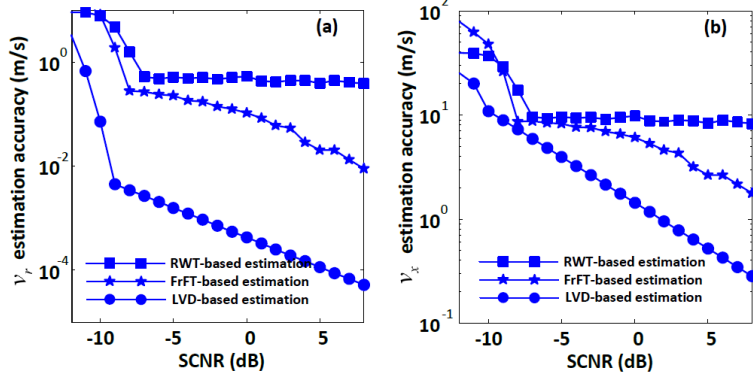 (a)
10^0
10^-2
10^-4
v_r estimation accuracy (m/s)
RWT-based estimation
FrFT-based estimation
LVD-based estimation
-10 -5 0 5
SCNR (dB)
(b)
10^2
10^1
10^0
10^-1
v_x estimation accuracy (m/s)
RWT-based estimation
FrFT-based estimation
LVD-based estimation
-10 -5 0 5
SCNR (dB)